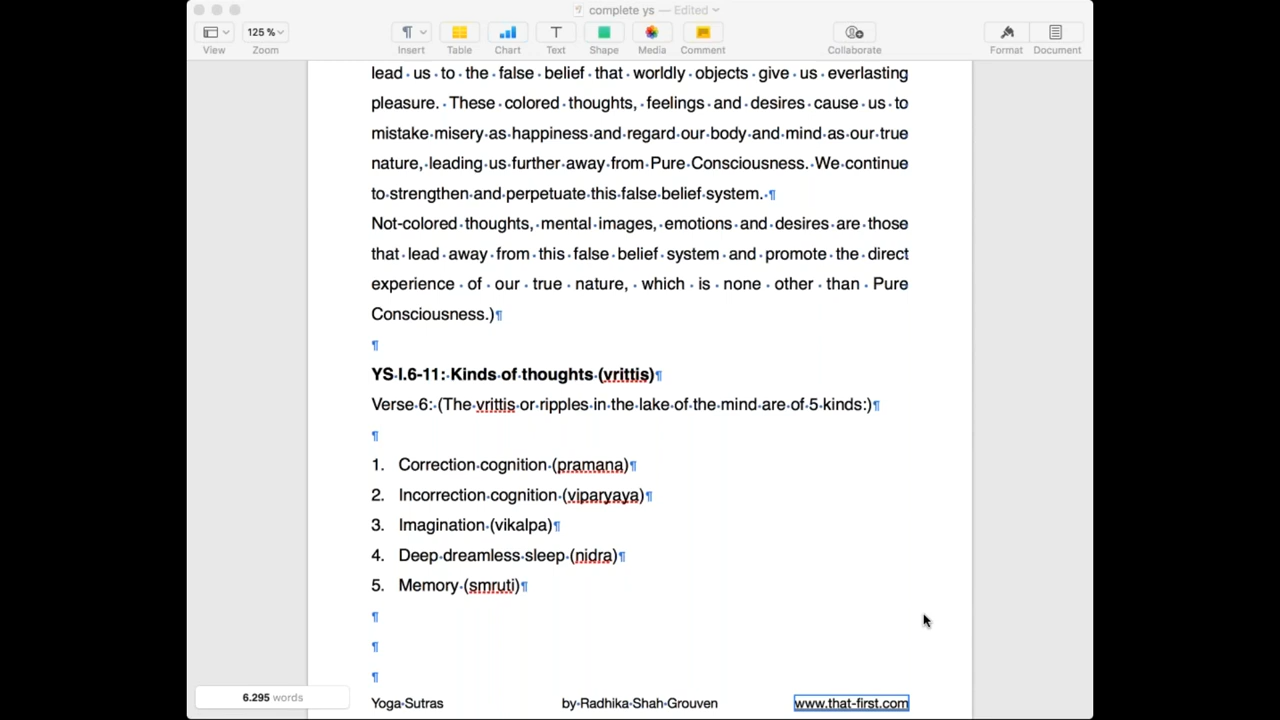 complete ys — Edited
125 %
View
Zoom
Insert
Table
Chart
Text
Shape
Media
Comment
Collaborate
Format
Document
lead us to the false belief that worldly objects give us everlasting
pleasure. These colored thoughts, feelings and desires cause us to
mistake misery as happiness and regard our body and mind as our true
nature, leading us further away from Pure Consciousness. We continue
to strengthen and perpetuate this false belief system. ¶
Not-colored thoughts, mental images, emotions and desires are those
that lead away from this false belief system and promote the direct
experience of our true nature, which is none other than Pure
Consciousness.)¶
¶
YS I.6-11: Kinds of thoughts (vrittis)¶
Verse 6: (The vrittis or ripples in the lake of the mind are of 5 kinds:)¶
¶
1. Correction cognition (pramana)¶
2. Incorrection cognition (viparyaya)¶
3. Imagination (vikalpa)¶
4. Deep dreamless sleep (nidra)¶
5. Memory (smruti)¶
¶
¶
¶
6.295 words
Yoga Sutras by Radhika Shah Grouven www.that-first.com